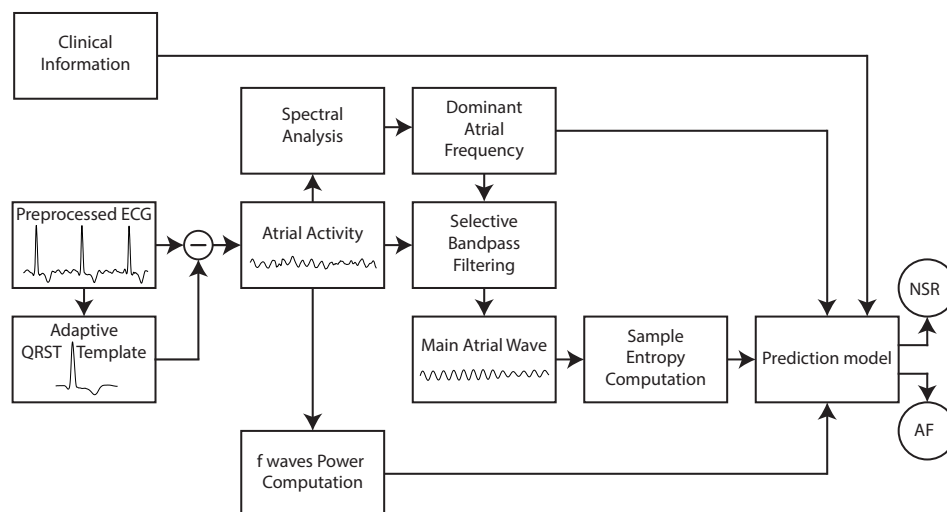 Clinical
Information
Spectral
Analysis
Dominant
Atrial
Frequency
Preprocessed ECG
Atrial Activity
Selective
Bandpass
Filtering
NSR
Adaptive
QRST Template
Main Atrial Wave
Sample
Entropy
Computation
Prediction model
AF
f waves Power
Computation